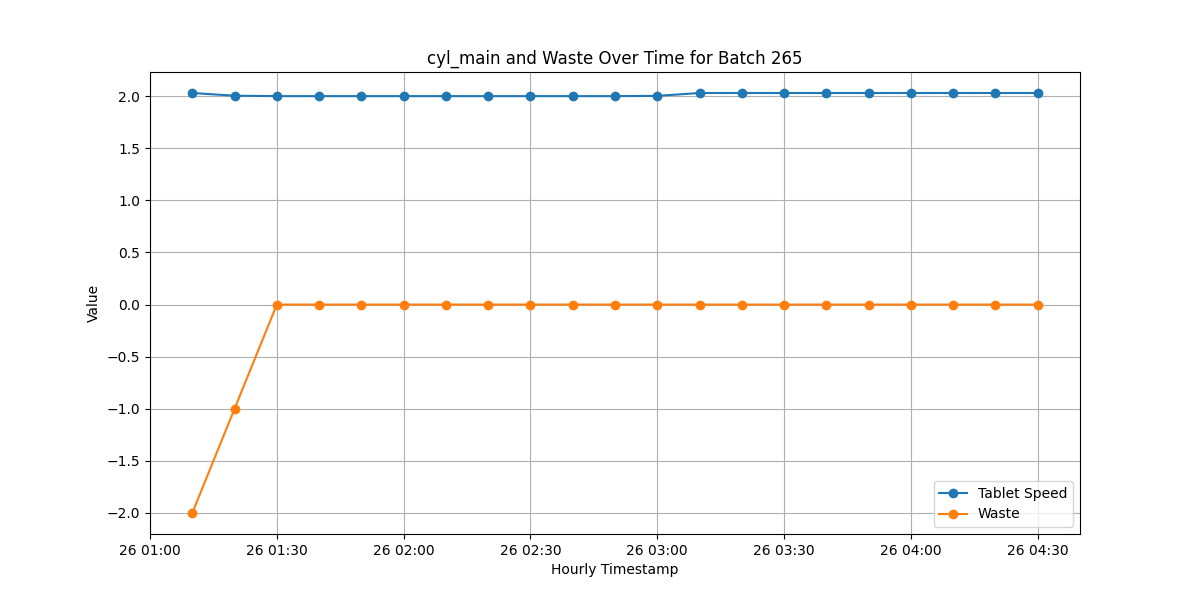 cyl_main and Waste Over Time for Batch 265
2.0
1.5
1.0
0.5
0.0
−0.5
−1.0
−1.5
−2.0
Value
Tablet Speed
Waste
26 01:00 26 01:30 26 02:00 26 02:30 26 03:00 26 03:30 26 04:00 26 04:30
Hourly Timestamp